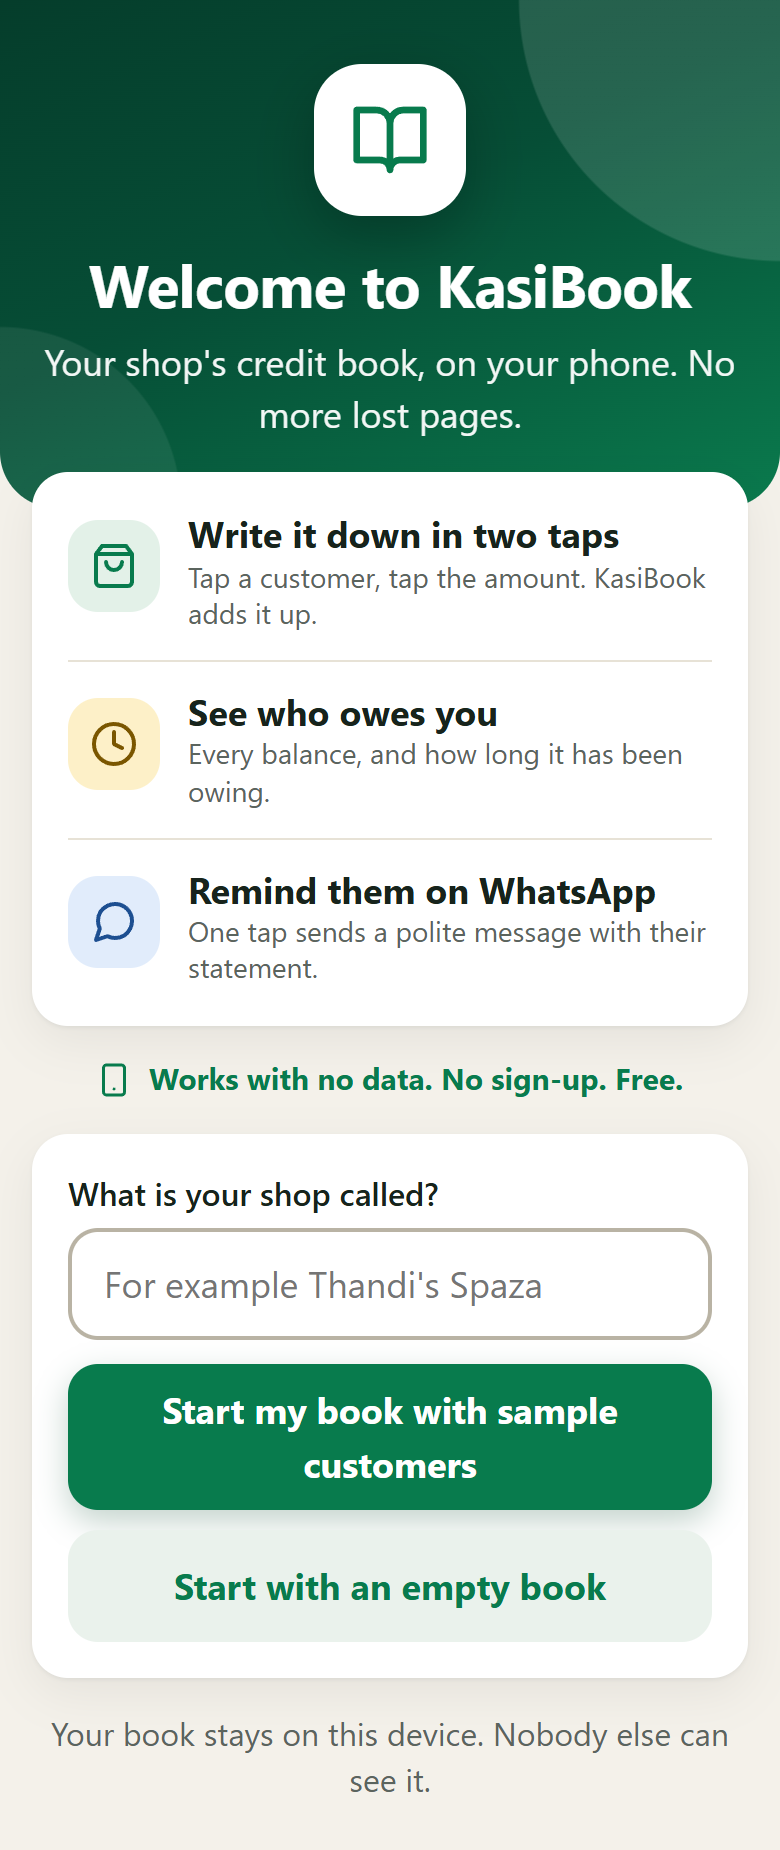 Welcome to KasiBook
Your shop's credit book, on your phone. No
more lost pages.
Write it down in two taps
Tap a customer, tap the amount. KasiBook
adds it up.
See who owes you
Every balance, and how long it has been
owing.
Remind them on WhatsApp
One tap sends a polite message with their
statement.
Works with no data. No sign-up. Free.
What is your shop called?
For example Thandi's Spaza
Start my book with sample
customers
Start with an empty book
Your book stays on this device. Nobody else can
see it.